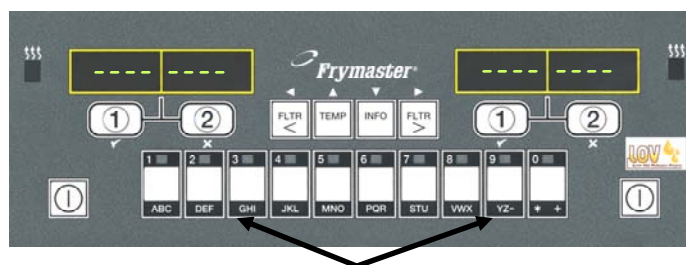 ---- ---- ---- ----
Frymaster
1 2 FLTR < TEMP INFO FLTR > 1 2
1 2 3 4 5 6 7 8 9 0
ABC DEF GHI JKL MNO PQR STU VWX YZ- * +
LOV